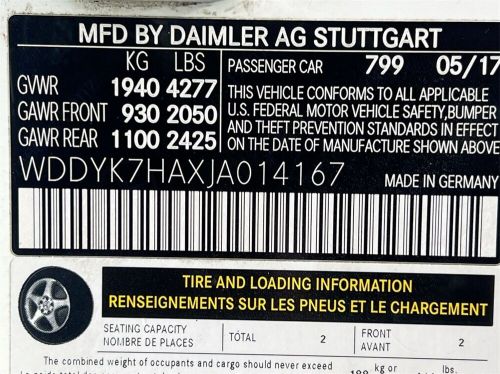 MFD BY DAIMLER AG STUTTGART
KG LBS PASSENGER CAR 799 05/17
GVWR 1940 4277 THIS VEHICLE CONFORMS TO ALL APPLICABLE
GAWR FRONT 930 2050 U.S. FEDERAL MOTOR VEHICLE SAFETY, BUMPER
GAWR REAR 1100 2425 AND THEFT PREVENTION STANDARDS IN EFFECT
ON THE DATE OF MANUFACTURE SHOWN ABOVE
WDDYK7HAXJA014167 MADE IN GERMANY
TIRE AND LOADING INFORMATION
RENSEIGNEMENTS SUR LES PNEUS ET LE CHARGEMENT
SEATING CAPACITY TOTAL 2 FRONT 2
NOMBRE DE PLACES AVANT
The combined weight of occupants and cargo should never exceed kg or lbs.